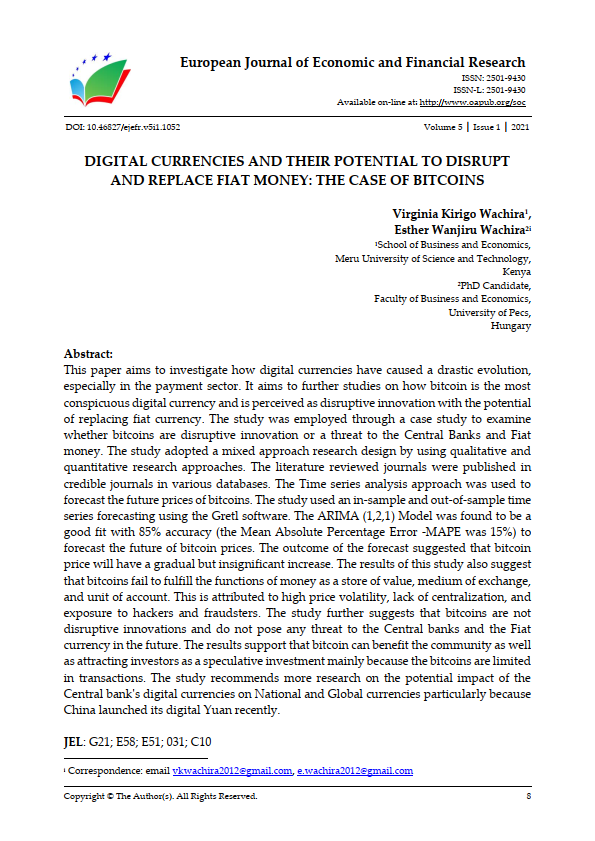 European Journal of Economic and Financial Research
ISSN: 2501-9430
ISSN-L: 2501-9430
Available on-line at: http://www.oapub.org/soc
DOI: 10.46827/ejefr.v5i1.1052 Volume 5 | Issue 1 | 2021
DIGITAL CURRENCIES AND THEIR POTENTIAL TO DISRUPT
AND REPLACE FIAT MONEY: THE CASE OF BITCOINS
Virginia Kirigo Wachira¹,
Esther Wanjiru Wachira²ⁱ
¹School of Business and Economics,
Meru University of Science and Technology,
Kenya
²PhD Candidate,
Faculty of Business and Economics,
University of Pecs,
Hungary
Abstract:
This paper aims to investigate how digital currencies have caused a drastic evolution,
especially in the payment sector. It aims to further studies on how bitcoin is the most
conspicuous digital currency and is perceived as disruptive innovation with the potential
of replacing fiat currency. The study was employed through a case study to examine
whether bitcoins are disruptive innovation or a threat to the Central Banks and Fiat
money. The study adopted a mixed approach research design by using qualitative and
quantitative research approaches. The literature reviewed journals were published in
credible journals in various databases. The Time series analysis approach was used to
forecast the future prices of bitcoins. The study used an in-sample and out-of-sample time
series forecasting using the Gretl software. The ARIMA (1,2,1) Model was found to be a
good fit with 85% accuracy (the Mean Absolute Percentage Error -MAPE was 15%) to
forecast the future of bitcoin prices. The outcome of the forecast suggested that bitcoin
price will have a gradual but insignificant increase. The results of this study also suggest
that bitcoins fail to fulfill the functions of money as a store of value, medium of exchange,
and unit of account. This is attributed to high price volatility, lack of centralization, and
exposure to hackers and fraudsters. The study further suggests that bitcoins are not
disruptive innovations and do not pose any threat to the Central banks and the Fiat
currency in the future. The results support that bitcoin can benefit the community as well
as attracting investors as a speculative investment mainly because the bitcoins are limited
in transactions. The study recommends more research on the potential impact of the
Central bank's digital currencies on National and Global currencies particularly because
China launched its digital Yuan recently.
JEL: G21; E58; E51; 031; C10
ⁱ Correspondence: email vkwachira2012@gmail.com, e.wachira2012@gmail.com
Copyright © The Author(s). All Rights Reserved. 8